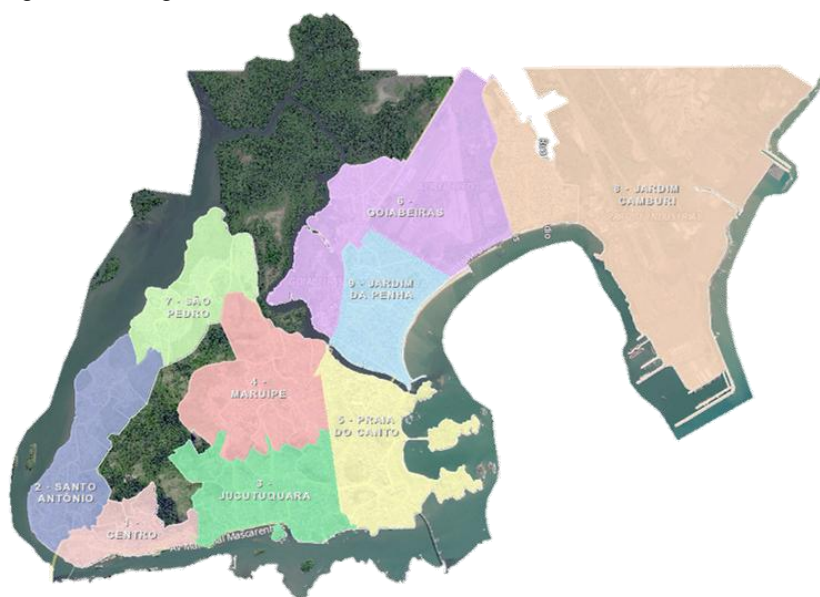 6 -
GOIABEIRAS
8 - JARDIM
CAMBURI
9 - JARDIM
DA PENHA
7 - SÃO
PEDRO
4 -
MARUÍPE
5 - PRAIA
DO CANTO
2 - SANTO
ANTÔNIO
3 -
JUCUTUQUARA
1 -
CENTRO